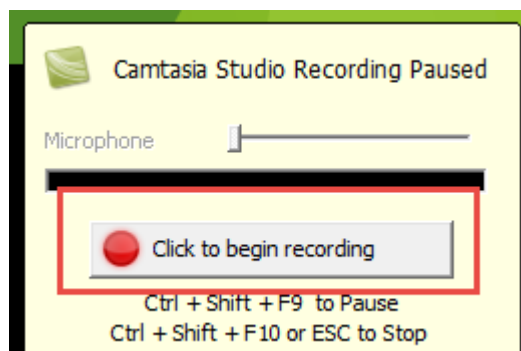 Camtasia Studio Recording Paused
Microphone
Click to begin recording
Ctrl + Shift + F9 to Pause
Ctrl + Shift + F10 or ESC to Stop